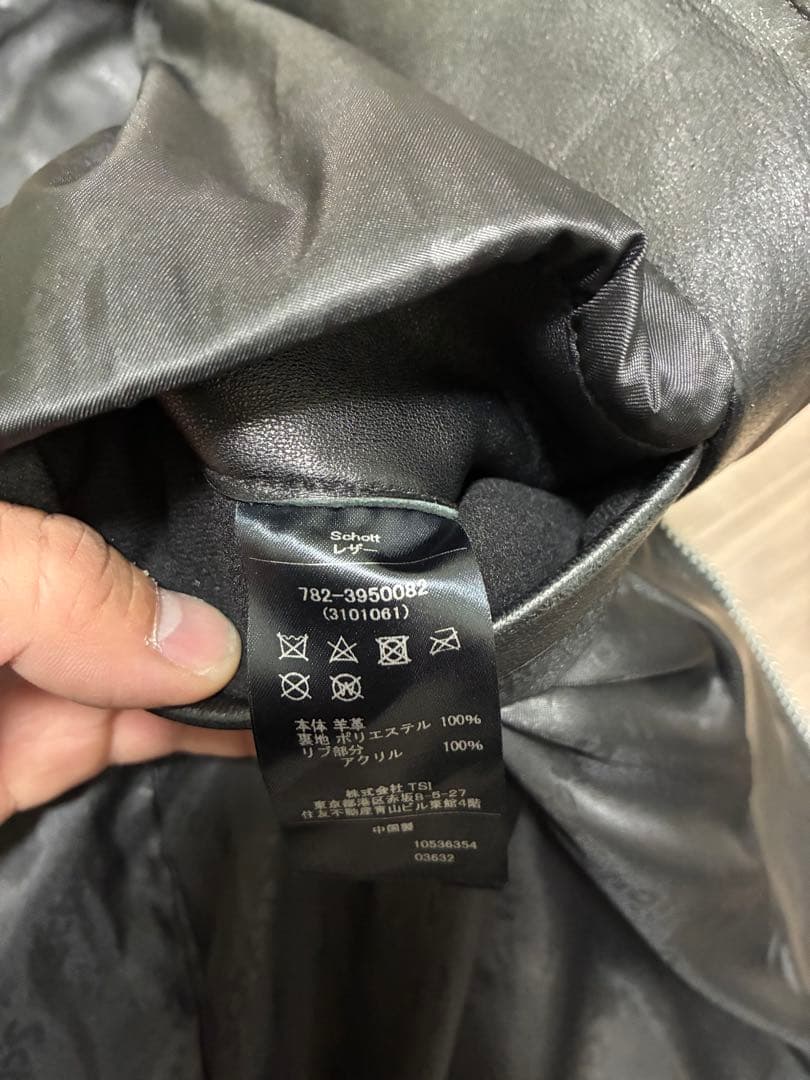 Schott
レザー
782-3950082
(3101061)
本体 羊革
裏地 ポリエステル 100%
リブ部分
アクリル 100%
株式会社 TSI
東京都港区赤坂8-5-27
住友不動産青山ビル東館4階
中国製
10536354
03632